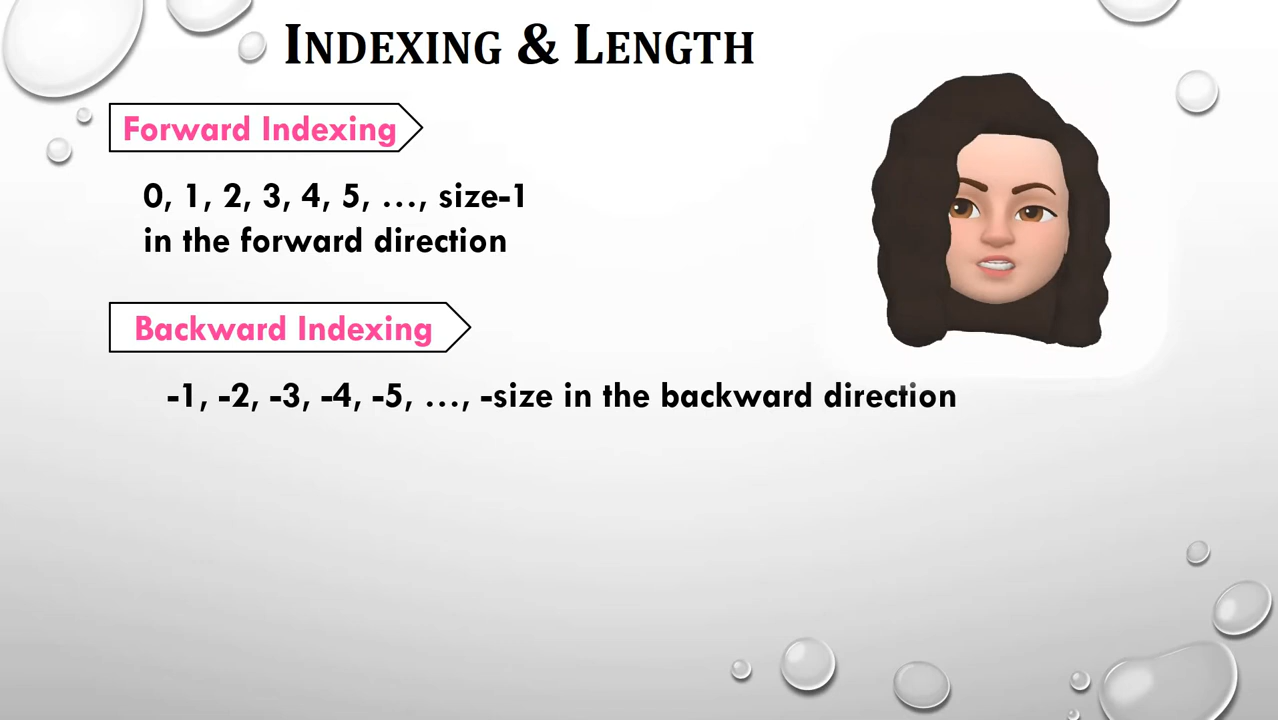 INDEXING & LENGTH
Forward Indexing
0, 1, 2, 3, 4, 5, ..., size-1
in the forward direction
Backward Indexing
-1, -2, -3, -4, -5, ..., -size in the backward direction